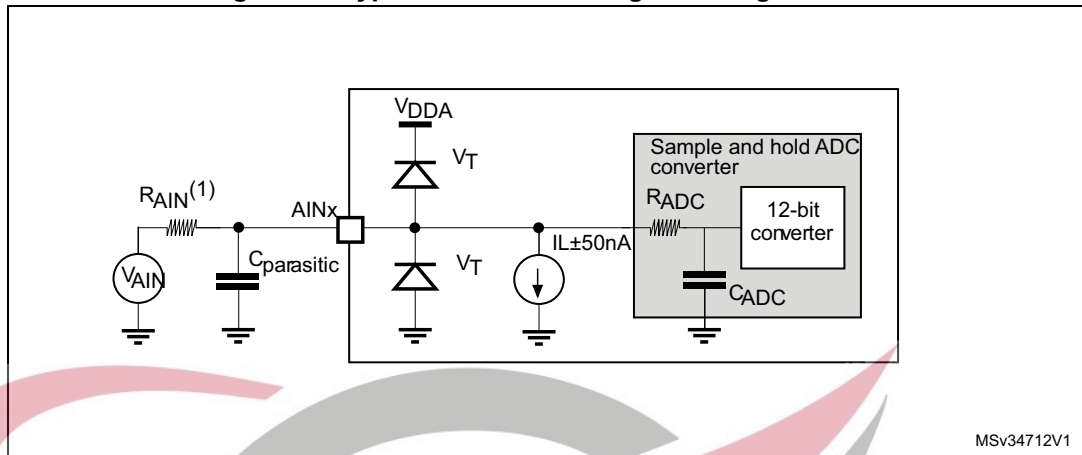 VDDA
VT
Sample and hold ADC
converter
RAIN(1)
AINx
RADC
12-bit
converter
IL±50nA
VAIN
Cparasitic
VT
CADC
MSv34712V1